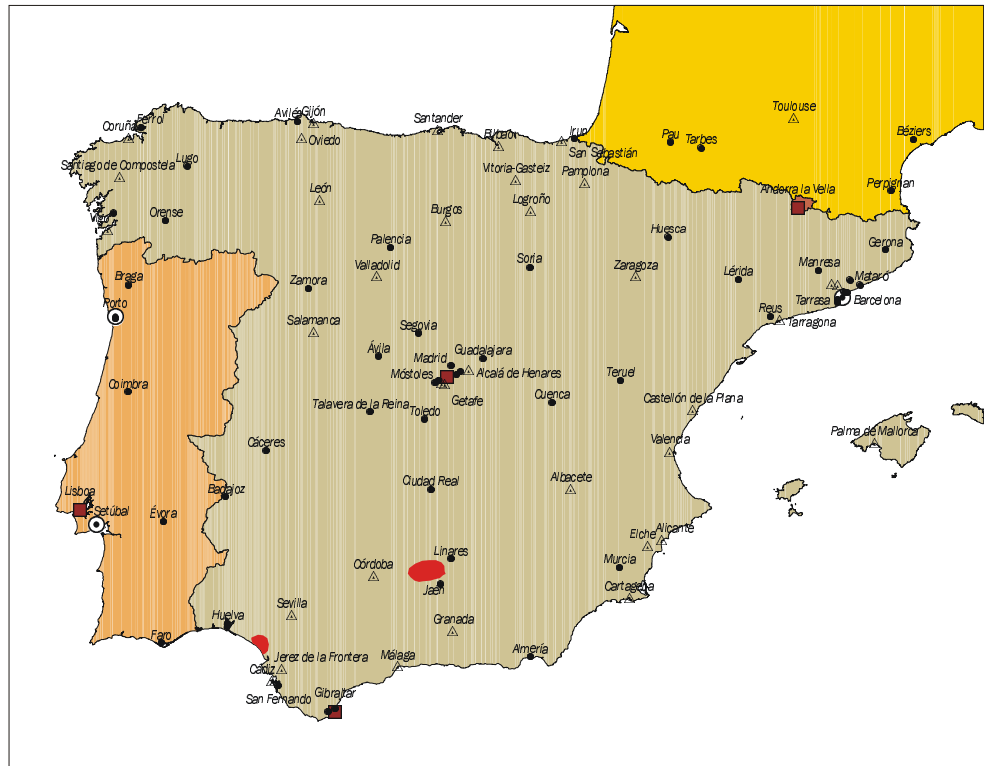 Toulouse
Avilés
Gijón
Santander
Coruña
Ferrol
Irun
Béziers
Bilbao
Pau
Tarbes
Oviedo
San Sebastián
Santiago de Compostela
Lugo
Vitoria-Gasteiz
Pamplona
Andorra la Vella
Perpignan
León
Logroño
Vigo
Orense
Burgos
Huesca
Gerona
Palencia
Soria
Valladolid
Zaragoza
Lérida
Manresa
Braga
Zamora
Mataró
Porto
Tarrasa
Barcelona
Reus
Salamanca
Segovia
Tarragona
Ávila
Madrid
Guadalajara
Móstoles
Alcalá de Henares
Teruel
Coimbra
Talavera de la Reina
Toledo
Getafe
Cuenca
Castellón de la Plana
Palma de Mallorca
Cáceres
Valencia
Ciudad Real
Albacete
Lisboa
Badajoz
Setúbal
Évora
Elche
Alicante
Linares
Murcia
Córdoba
Jaén
Cartagena
Sevilla
Huelva
Granada
Faro
Almería
Jerez de la Frontera
Málaga
Cádiz
San Fernando
Gibraltar